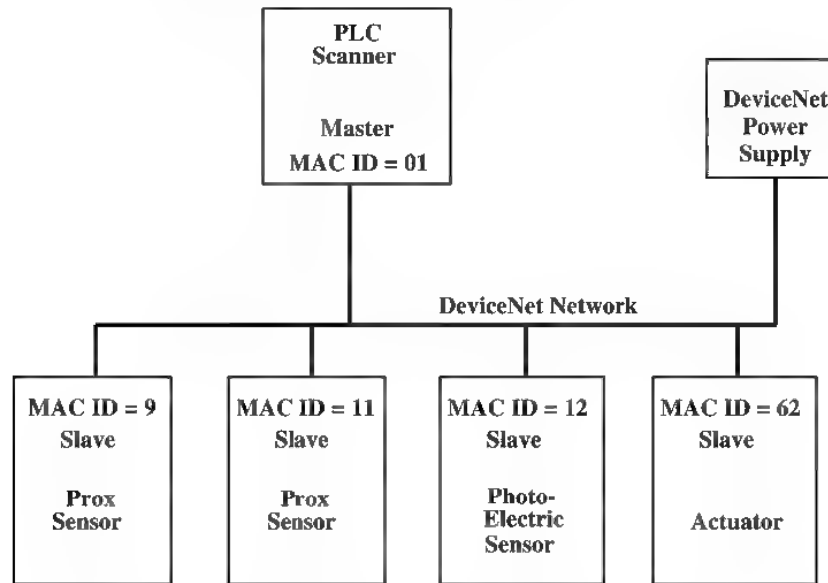 PLC
Scanner
Master
MAC ID = 01
DeviceNet
Power
Supply
DeviceNet Network
MAC ID = 9
Slave
Prox
Sensor
MAC ID = 11
Slave
Prox
Sensor
MAC ID = 12
Slave
Photo-
Electric
Sensor
MAC ID = 62
Slave
Actuator